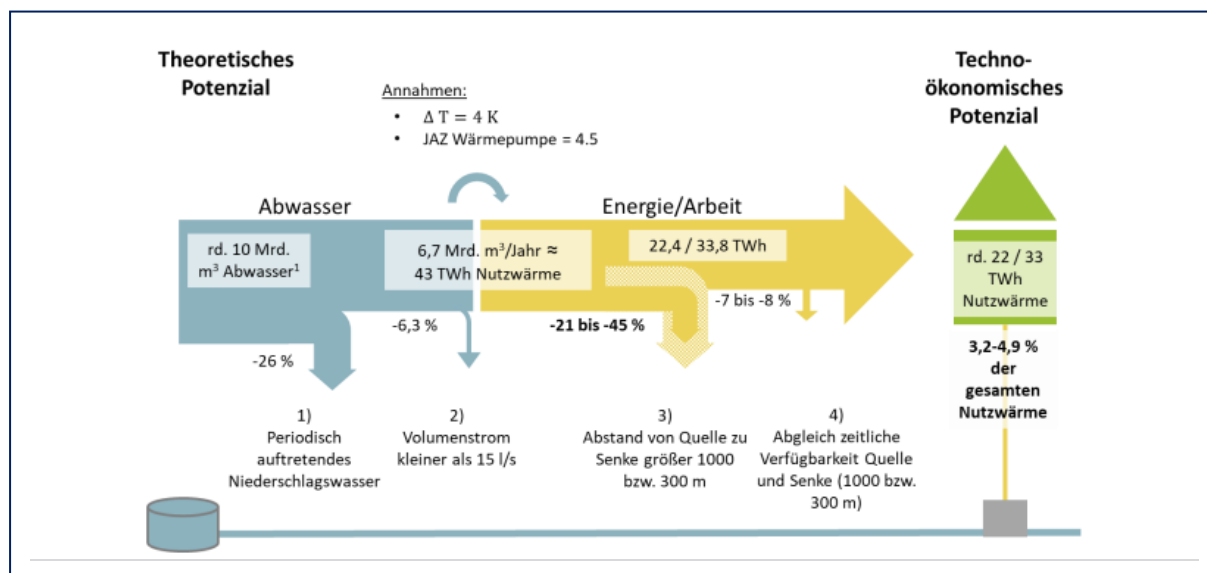 Theoretisches
Potenzial
Annahmen:
• Δ T = 4 K
• JAZ Wärmepumpe = 4.5
Techno-
ökonomisches
Potenzial
Abwasser
Energie/Arbeit
rd. 10 Mrd.
m³ Abwasser¹
6,7 Mrd. m³/Jahr ≈
43 TWh Nutzwärme
22,4 / 33,8 TWh
rd. 22 / 33
TWh
Nutzwärme
-26 %
-6,3 %
-21 bis -45 %
-7 bis -8 %
3,2-4,9 %
der
gesamten
Nutzwärme
1)
Periodisch
auftretendes
Niederschlagswasser
2)
Volumenstrom
kleiner als 15 l/s
3)
Abstand von Quelle zu
Senke größer 1000
bzw. 300 m
4)
Abgleich zeitliche
Verfügbarkeit Quelle
und Senke (1000 bzw.
300 m)